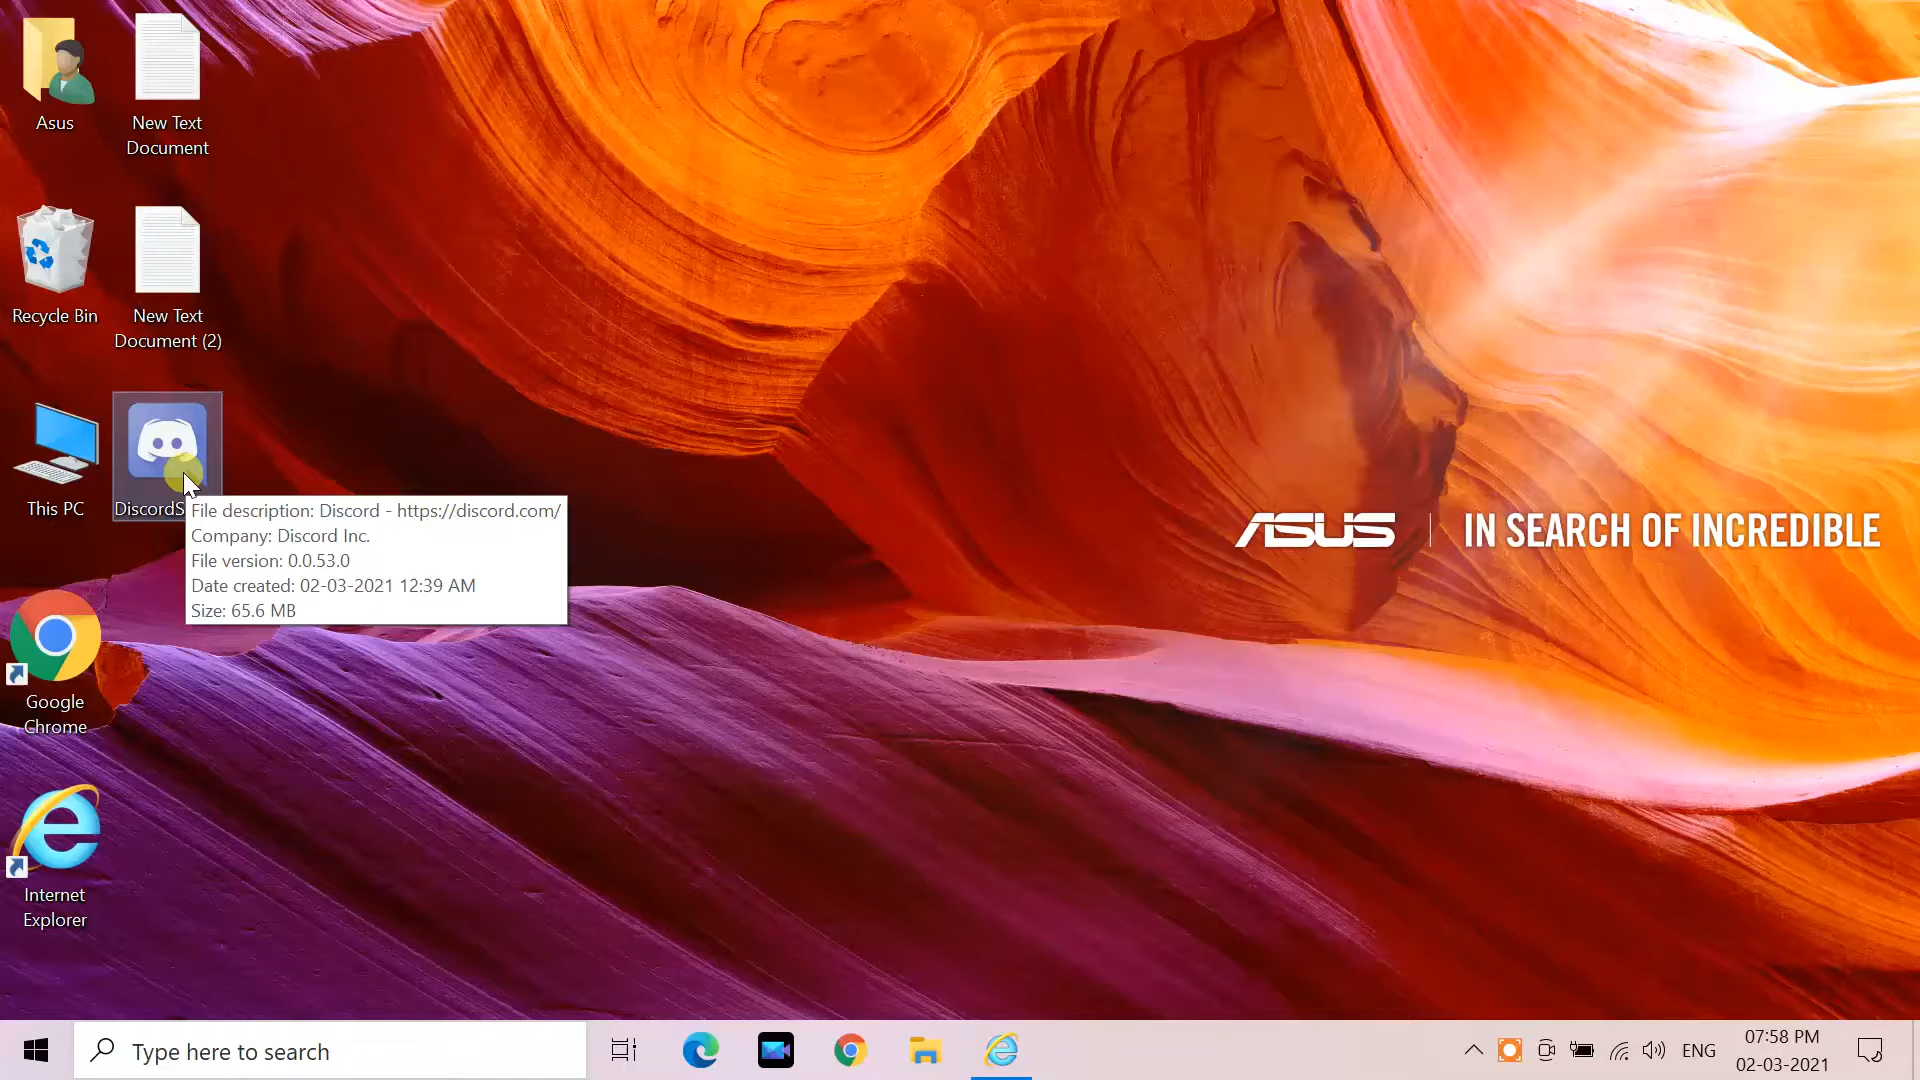 Asus
New Text
Document
Recycle Bin
New Text
Document (2)
This PC
DiscordS
File description: Discord - https://discord.com/
Company: Discord Inc.
File version: 0.0.53.0
Date created: 02-03-2021 12:39 AM
Size: 65.6 MB
ASUS
IN SEARCH OF INCREDIBLE
Google
Chrome
Internet
Explorer
Type here to search
ENG
07:58 PM
02-03-2021